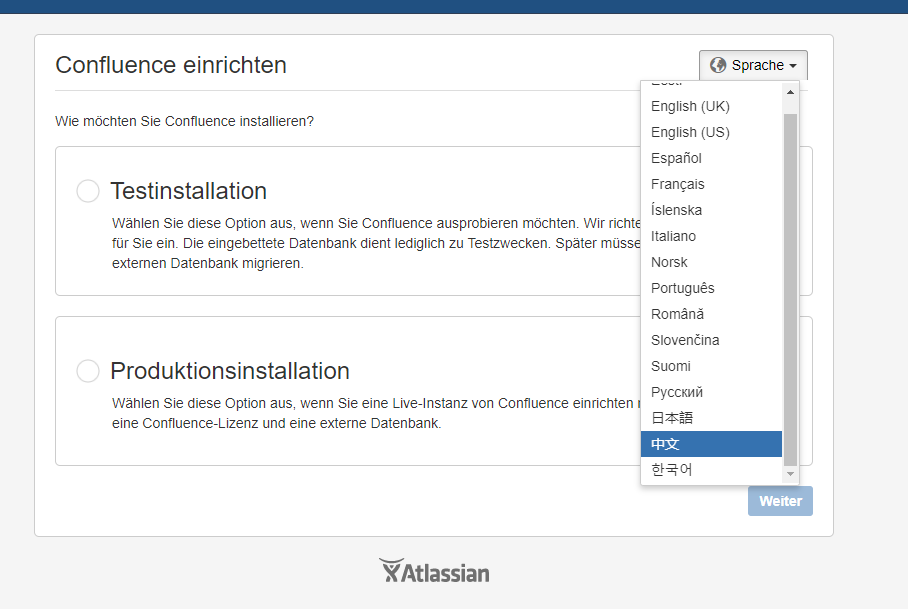 Confluence einrichten
Sprache
Wie möchten Sie Confluence installieren?
Testinstallation
Wählen Sie diese Option aus, wenn Sie Confluence ausprobieren möchten. Wir richte
für Sie ein. Die eingebettete Datenbank dient lediglich zu Testzwecken. Später müsse
externen Datenbank migrieren.
Produktionsinstallation
Wählen Sie diese Option aus, wenn Sie eine Live-Instanz von Confluence einrichten
eine Confluence-Lizenz und eine externe Datenbank.
English (UK)
English (US)
Español
Français
Íslenska
Italiano
Norsk
Português
Română
Slovenčina
Suomi
Русский
日本語
中文
한국어
Weiter
Atlassian